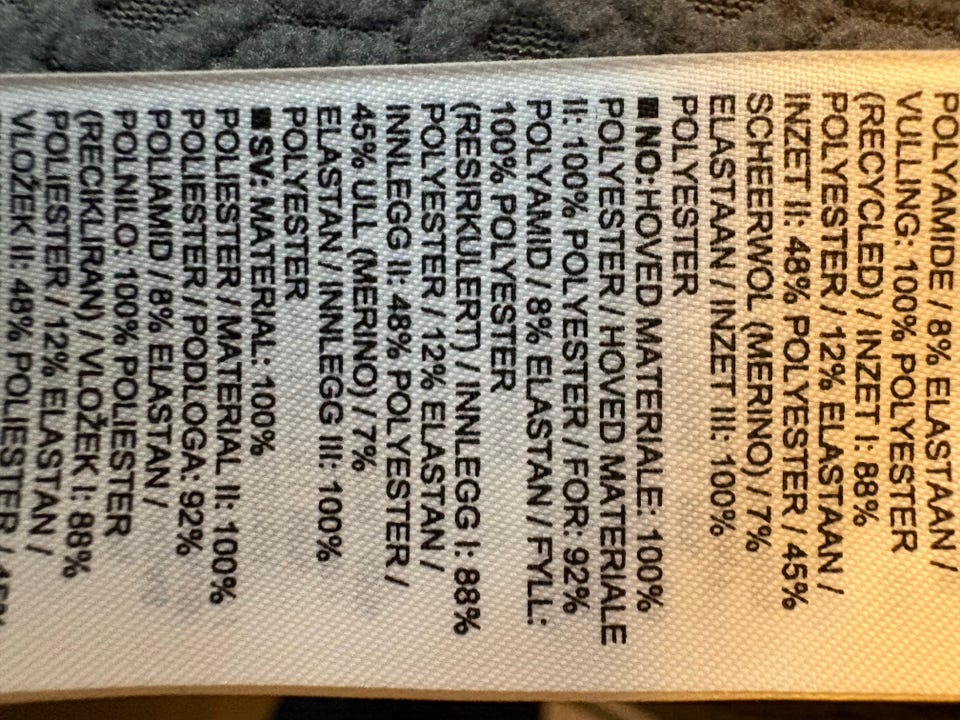 POLYAMIDE / 8% ELASTAAN /
VULLING: 100% POLYESTER
(RECYCLED) / INZET I: 88%
POLYESTER / 12% ELASTAAN /
INZET II: 48% POLYESTER / 45%
SCHEERWOL (MERINO) / 7%
ELASTAAN / INZET III: 100%
POLYESTER
■NO:HOVED MATERIALE: 100%
POLYESTER / HOVED MATERIALE
II: 100% POLYESTER / FOR: 92%
POLYAMID / 8% ELASTAN / FYLL:
100% POLYESTER
(RESIRKULERT) / INNLEGG I: 88%
POLYESTER / 12% ELASTAN /
INNLEGG II: 48% POLYESTER /
45% ULL (MERINO) / 7%
ELASTAN / INNLEGG III: 100%
POLYESTER
■SV: MATERIAL: 100%
POLIESTER / MATERIAL II: 100%
POLIESTER / PODLOGA: 92%
POLIAMID / 8% ELASTAN /
POLNILO: 100% POLIESTER
(RECIKLIRAN) / VLOŽEK I: 88%
POLIESTER / 12% ELASTAN /
VLOŽEK II: 48% POLIESTER / 45%